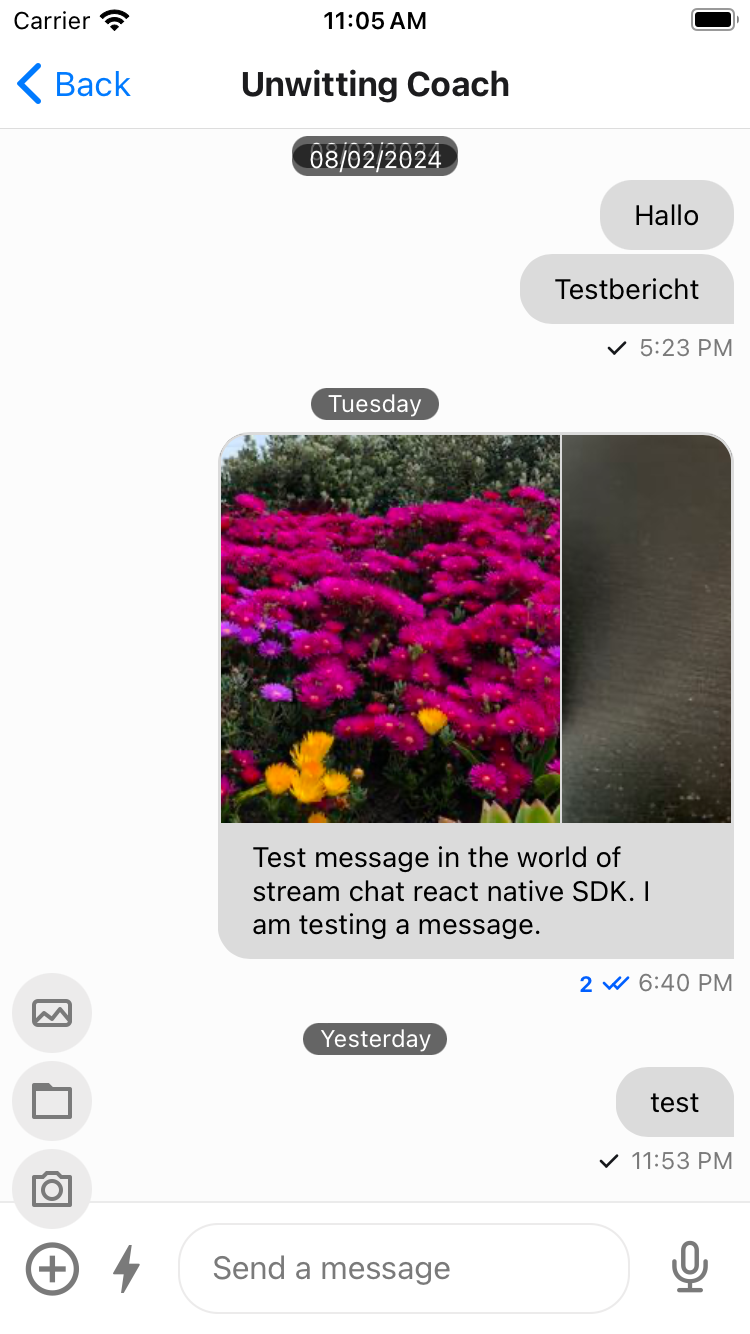 Carrier
11:05 AM
Back
Unwitting Coach
08/02/2024
Hallo
Testbericht
5:23 PM
Tuesday
Test message in the world of
stream chat react native SDK. I
am testing a message.
2 6:40 PM
Yesterday
test
11:53 PM
Send a message